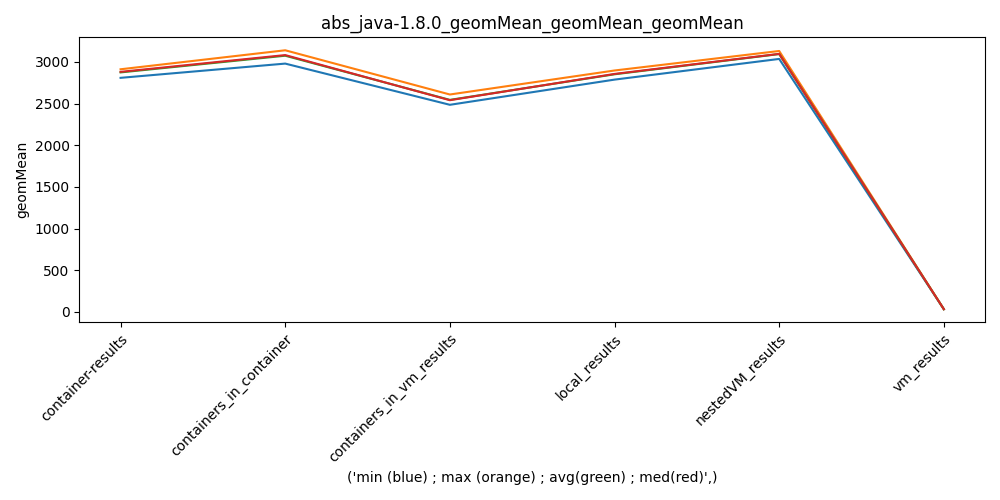 abs_java-1.8.0_geomMean_geomMean_geomMean
geomMean
3000
2500
2000
1500
1000
500
0
container-results
containers_in_container
containers_in_vm_results
local_results
nestedVM_results
vm_results
('min (blue) ; max (orange) ; avg(green) ; med(red)',)